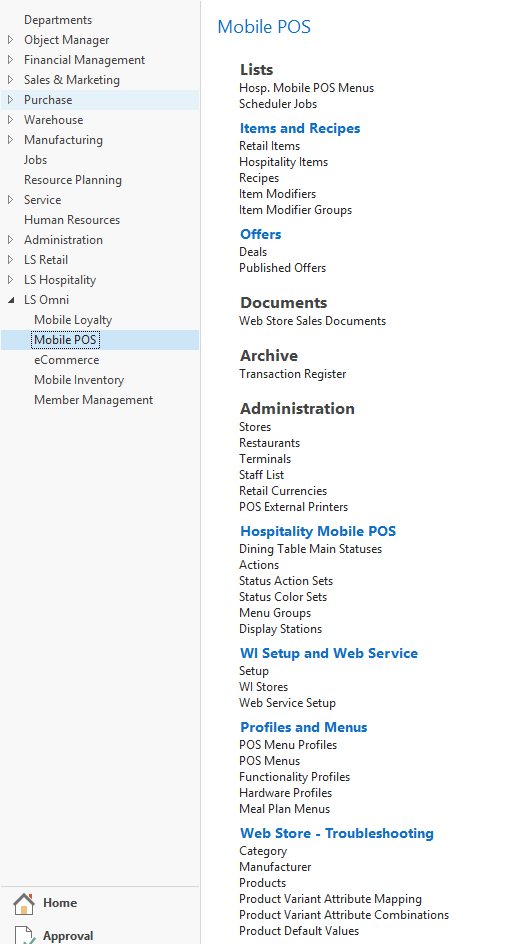 Departments
Object Manager
Financial Management
Sales & Marketing
Purchase
Warehouse
Manufacturing
Jobs
Resource Planning
Service
Human Resources
Administration
LS Retail
LS Hospitality
LS Omni
Mobile Loyalty
Mobile POS
eCommerce
Mobile Inventory
Member Management
Home
Approval
Mobile POS
Lists
Hosp. Mobile POS Menus
Scheduler Jobs
Items and Recipes
Retail Items
Hospitality Items
Recipes
Item Modifiers
Item Modifier Groups
Offers
Deals
Published Offers
Documents
Web Store Sales Documents
Archive
Transaction Register
Administration
Stores
Restaurants
Terminals
Staff List
Retail Currencies
POS External Printers
Hospitality Mobile POS
Dining Table Main Statuses
Actions
Status Action Sets
Status Color Sets
Menu Groups
Display Stations
WI Setup and Web Service
Setup
WI Stores
Web Service Setup
Profiles and Menus
POS Menu Profiles
POS Menus
Functionality Profiles
Hardware Profiles
Meal Plan Menus
Web Store - Troubleshooting
Category
Manufacturer
Products
Product Variant Attribute Mapping
Product Variant Attribute Combinations
Product Default Values